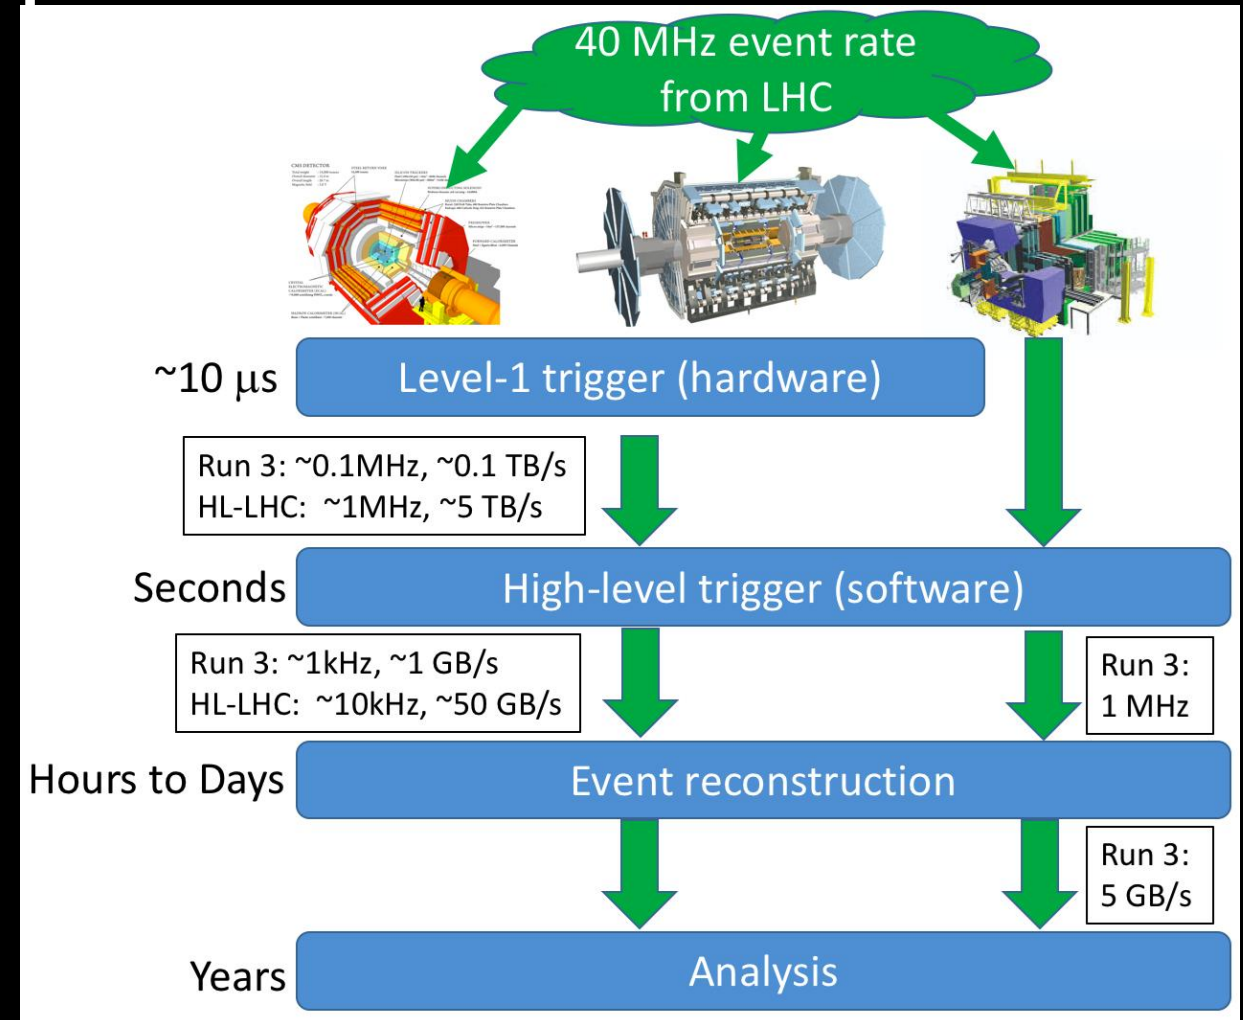 40 MHz event rate
from LHC
CMS DETECTOR
~10 μs
Level-1 trigger (hardware)
Run 3: ~0.1MHz, ~0.1 TB/s
HL-LHC: ~1MHz, ~5 TB/s
Seconds
High-level trigger (software)
Run 3: ~1kHz, ~1 GB/s
HL-LHC: ~10kHz, ~50 GB/s
Run 3:
1 MHz
Hours to Days
Event reconstruction
Run 3:
5 GB/s
Years
Analysis